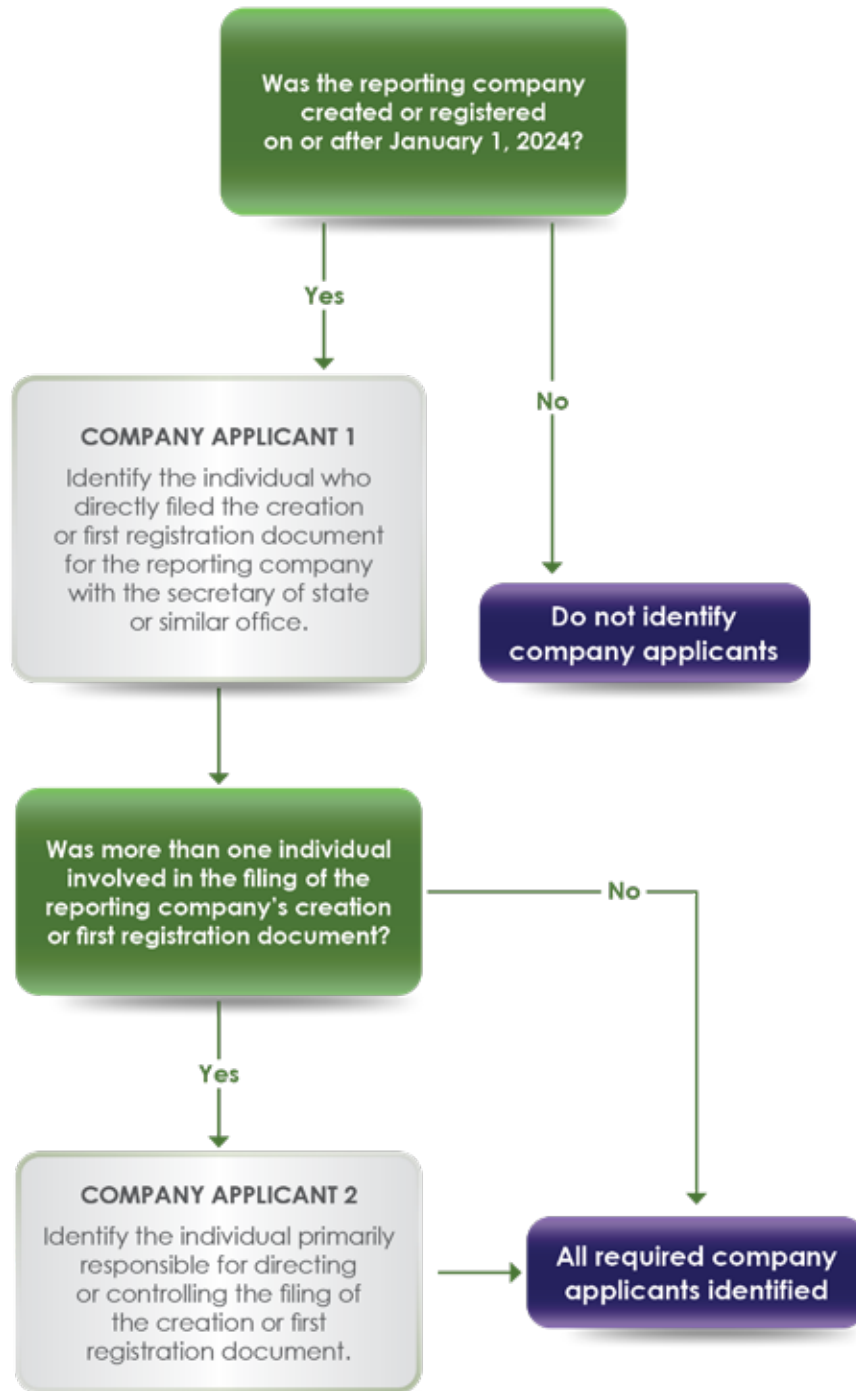 Was the reporting company
created or registered
on or after January 1, 2024?
Yes
No
COMPANY APPLICANT 1
Identify the individual who
directly filed the creation
or first registration document
for the reporting company
with the secretary of state
or similar office.
Do not identify
company applicants
Was more than one individual
involved in the filing of the
reporting company’s creation
or first registration document?
No
Yes
COMPANY APPLICANT 2
Identify the individual primarily
responsible for directing
or controlling the filing of
the creation or first
registration document.
All required company
applicants identified